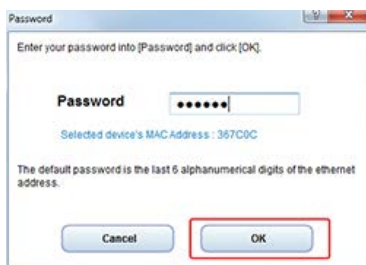 Password
Enter your password into [Password] and click [OK].
Password ●●●●●●
Selected device's MAC Address : 367C0C
The default password is the last 6 alphanumerical digits of the ethernet
address.
Cancel OK